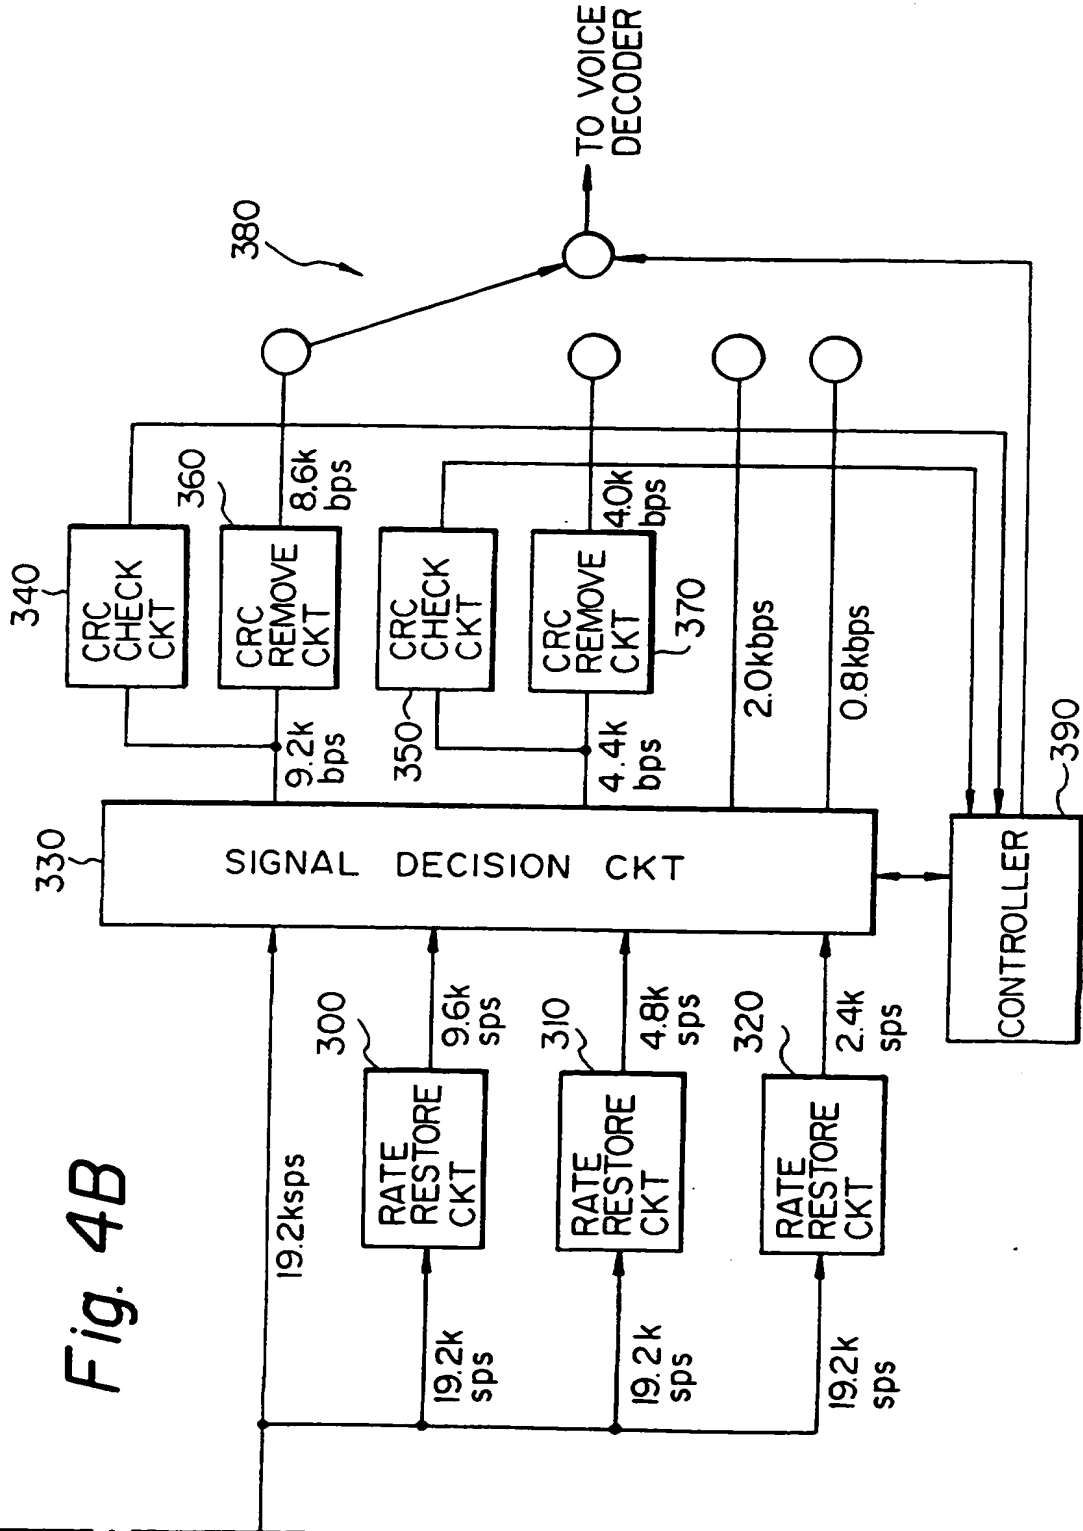 Fig. 4B
19.2ksps
19.2k
sps
19.2k
sps
19.2k
sps
RATE
RESTORE
CKT
300
9.6k
sps
RATE
RESTORE
CKT
310
4.8k
sps
RATE
RESTORE
CKT
320
2.4k
sps
330
SIGNAL DECISION CKT
9.2k
bps
340
CRC
CHECK
CKT
360
CRC
REMOVE
CKT
8.6k
bps
350
CRC
CHECK
CKT
4.4k
bps
CRC
REMOVE
CKT
370
4.0k
bps
2.0kbps
0.8kbps
CONTROLLER
390
380
TO VOICE
DECODER